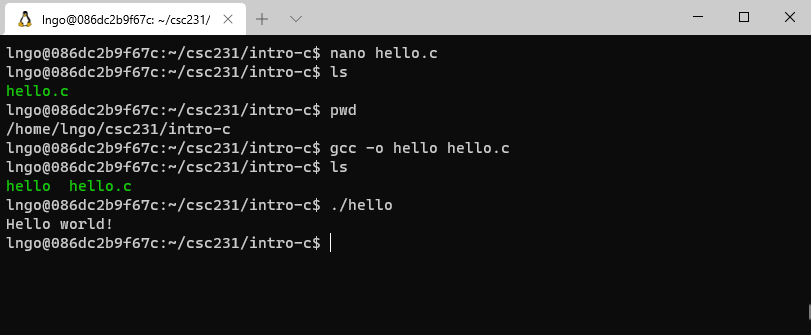 lngo@086dc2b9f67c: ~/csc231/
lngo@086dc2b9f67c:~/csc231/intro-c$ nano hello.c
lngo@086dc2b9f67c:~/csc231/intro-c$ ls
hello.c
lngo@086dc2b9f67c:~/csc231/intro-c$ pwd
/home/lngo/csc231/intro-c
lngo@086dc2b9f67c:~/csc231/intro-c$ gcc -o hello hello.c
lngo@086dc2b9f67c:~/csc231/intro-c$ ls
hello  hello.c
lngo@086dc2b9f67c:~/csc231/intro-c$ ./hello
Hello world!
lngo@086dc2b9f67c:~/csc231/intro-c$